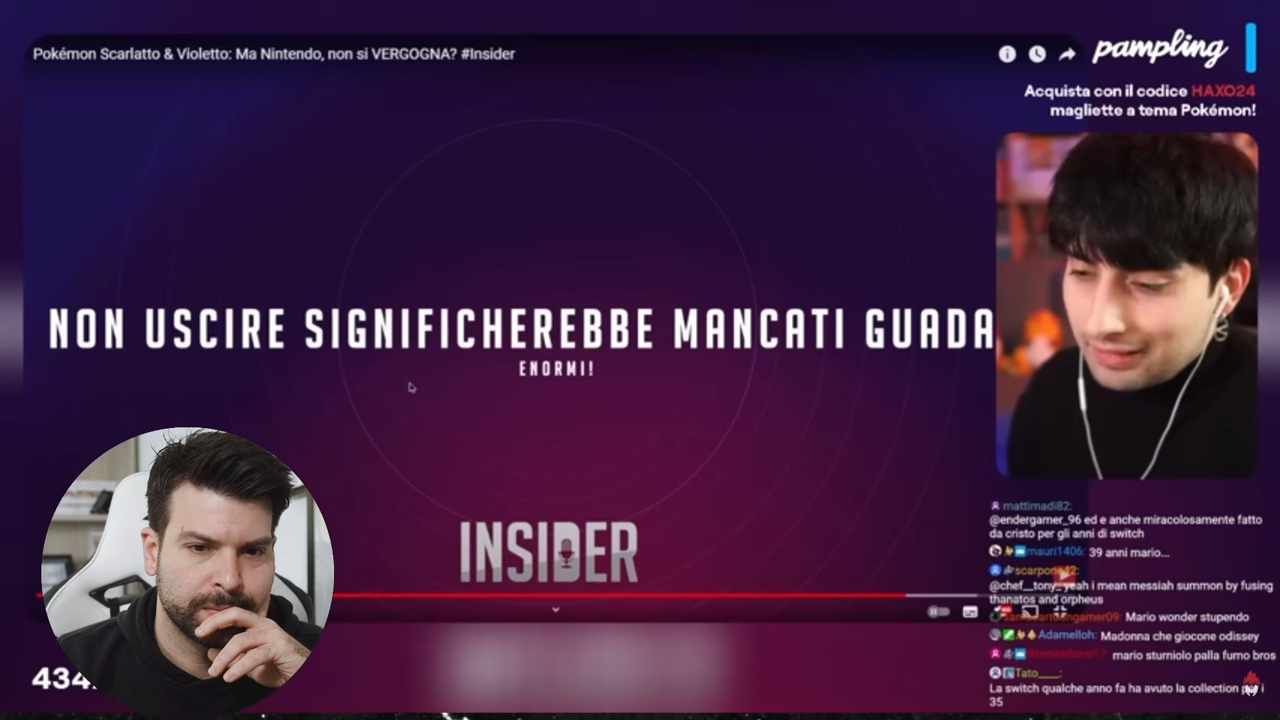 Pokémon Scarlatto & Violetto: Ma Nintendo, non si VERGOGNA? #Insider
pampling
Acquista con il codice HAXO24
magliette a tema Pokémon!
NON USCIRE SIGNIFICHEREBBE MANCATI GUADA
ENORMI!
INSIDER
mattimadi82:
@endergamer_96 ed e anche miracolosamente fatto
da cristo per gli anni di switch
mauri1406: 39 anni mario...
@chef__tony_yeah i mean messiah summon by fusing
thanatos and orpheus
Mario wonder stupendo
Adamelloh: Madonna che giocone odissey
mario sturniolo palla fumo bros
Tato____:
La switch qualche anno fa ha avuto la collection per i
35
434